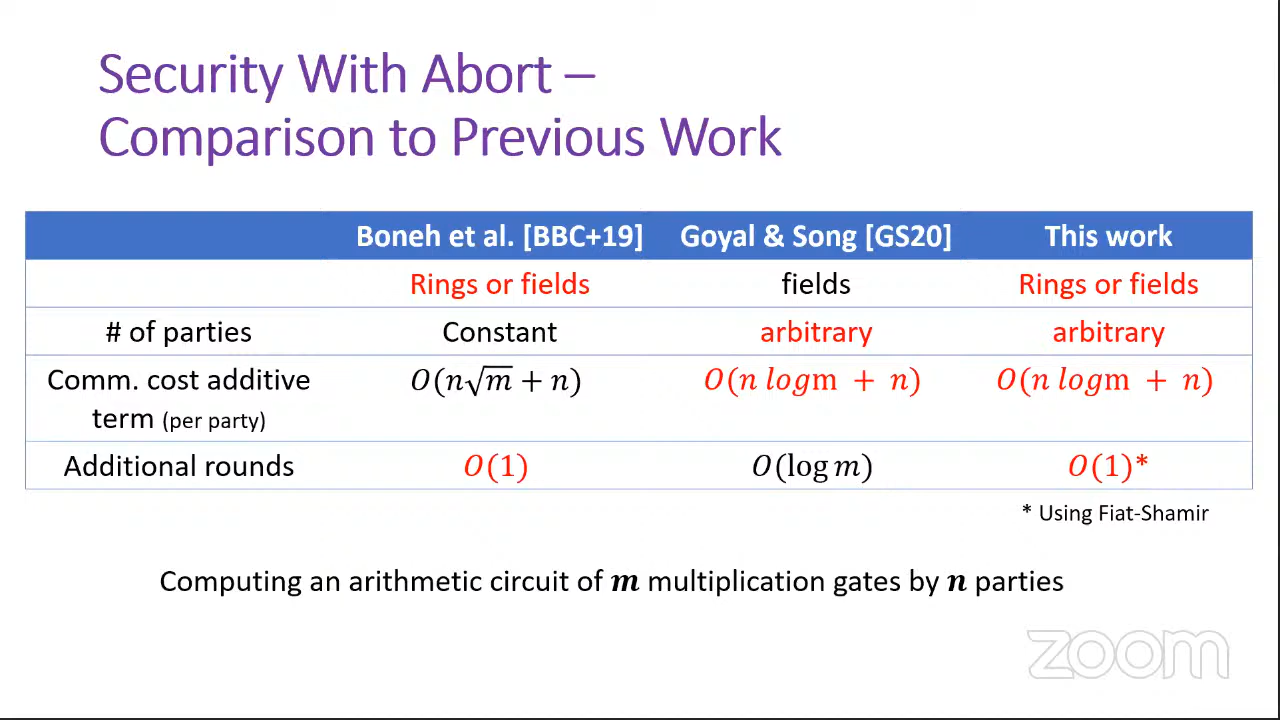 Security With Abort –
Comparison to Previous Work
Boneh et al. [BBC+19] Goyal & Song [GS20] This work
Rings or fields fields Rings or fields
# of parties Constant arbitrary arbitrary
Comm. cost additive term (per party) O(n√m + n) O(n logm + n) O(n logm + n)
Additional rounds O(1) O(log m) O(1)*
* Using Fiat-Shamir
Computing an arithmetic circuit of m multiplication gates by n parties
zoom